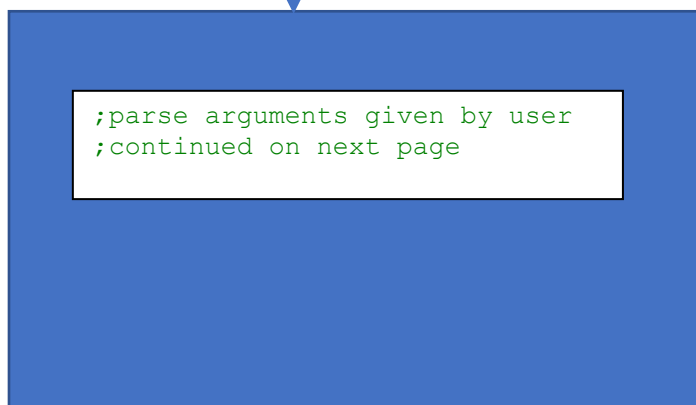 ;parse arguments given by user
;continued on next page